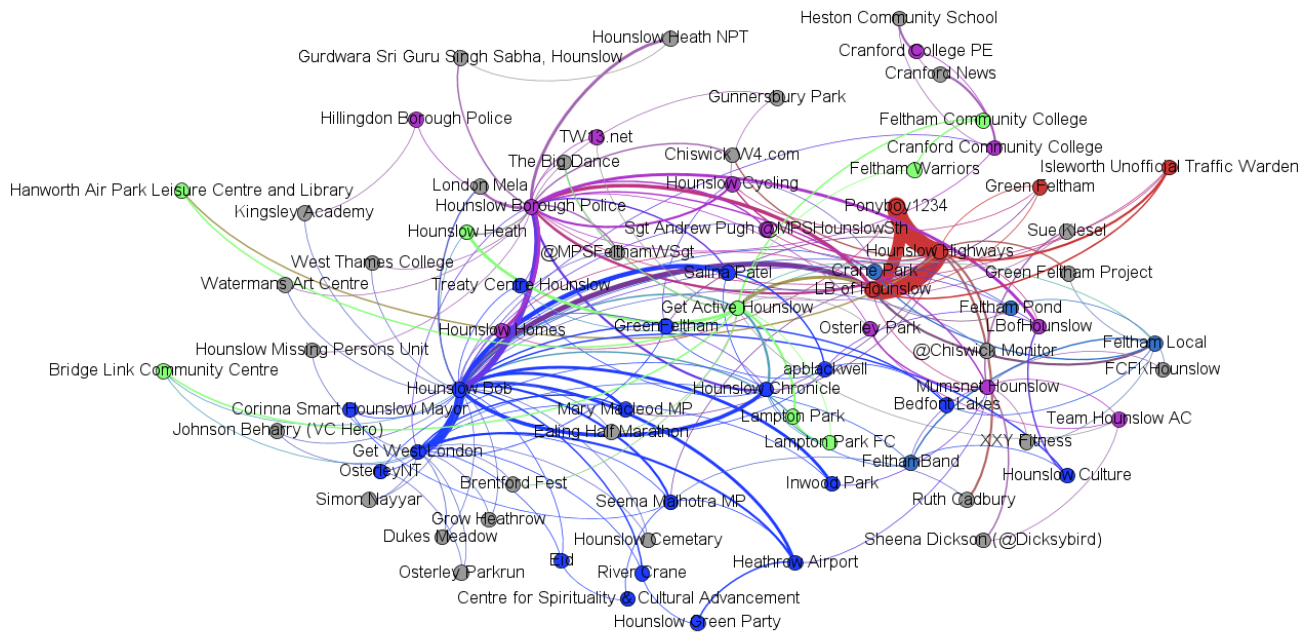 Heston Community School
Hounslow Heath NPT
Cranford College PE
Gurdwara Sri Guru Singh Sabha, Hounslow
Cranford News
Gunnersbury Park
Hillingdon Borough Police
Feltham Community College
TW13.net
Cranford Community College
The Big Dance
Chiswick W4.com
Isleworth Unofficial Traffic Warden
Feltham Warriors
Hanworth Air Park Leisure Centre and Library
London Mela
Hounslow Cycling
Green Feltham
Kingsley Academy
Hounslow Borough Police
Ponyboy1234
Hounslow Heath
Sgt Andrew Pugh @MPSHounslowSth
Sue Nesel
@MPSFelthamWSgt
Hounslow Highways
West Thames College
Salina Patel
Crane Park
Green Feltham Project
Watermans Art Centre
Treaty Centre Hounslow
LB of Hounslow
Get Active Hounslow
Feltham Pond
Hounslow Homes
GreenFeltham
Osterley Park
LBofHounslow
Hounslow Missing Persons Unit
@Chiswick Monitor
Feltham Local
Bridge Link Community Centre
apblackwell
FCFKHounslow
Hounslow Bob
Hounslow Chronicle
Mumsnet Hounslow
Corinna Smart Hounslow Mayor
Mary Macleod MP
Bedfont Lakes
Johnson Beharry (VC Hero)
Ealing Half Marathon
Lampton Park
Team Hounslow AC
Get West London
Lampton Park FC
XXY Fitness
OsterleyNT
FelthamBand
Hounslow Culture
Simon Nayyar
Brentford Fest
Seema Malhotra MP
Inwood Park
Ruth Cadbury
Grow Heathrow
Dukes Meadow
Hounslow Cemetary
Sheena Dickson (@Dicksybird)
Eid
Osterley Parkrun
River Crane
Heathrow Airport
Centre for Spirituality & Cultural Advancement
Hounslow Green Party